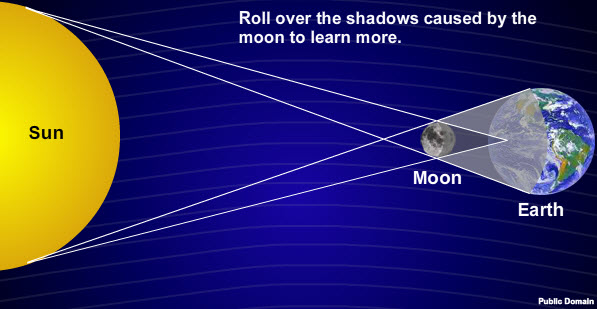 Roll over the shadows caused by the
moon to learn more.
Sun
Moon
Earth
Public Domain